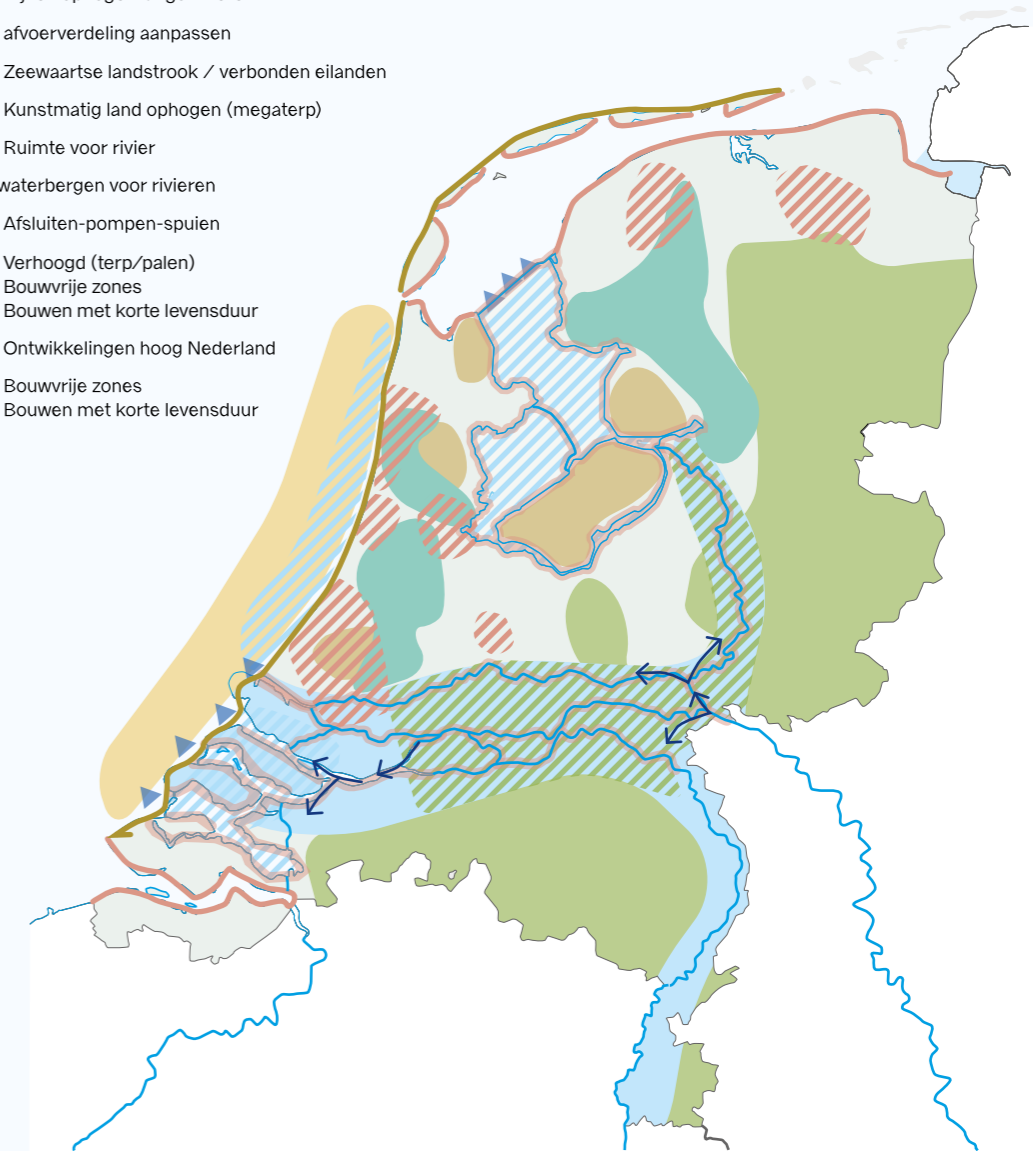 afvoerverdeling aanpassen
Zeewaartse landstrook / verbonden eilanden
Kunstmatig land ophogen (megaterp)
Ruimte voor rivier
waterbergen voor rivieren
Afsluiten-pompen-spuien
Verhoogd (terp/palen)
Bouwvrije zones
Bouwen met korte levensduur
Ontwikkelingen hoog Nederland
Bouwvrije zones
Bouwen met korte levensduur